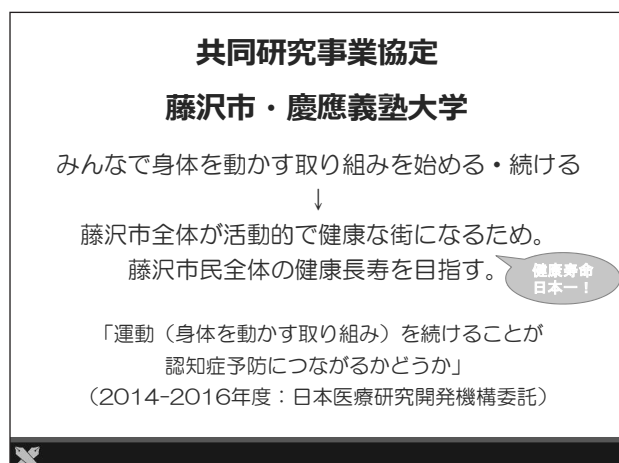 共同研究事業協定
藤沢市・慶應義塾大学
みんなで身体を動かす取り組みを始める・続ける
↓
藤沢市全体が活動的で健康な街になるため。
藤沢市民全体の健康長寿を目指す。
健康寿命
日本一！
「運動（身体を動かす取り組み）を続けることが
認知症予防につながるかどうか」
（2014-2016年度：日本医療研究開発機構委託）